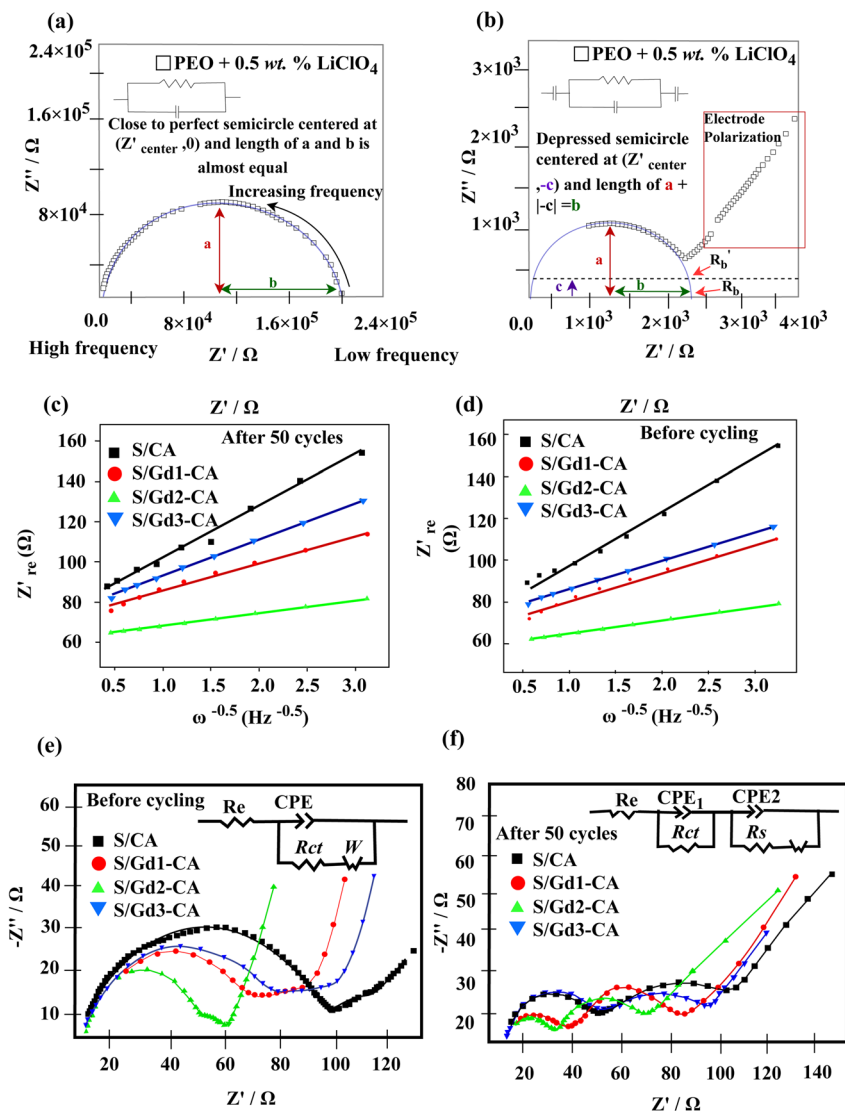 (a)
Z'' / Ω
2.4×10⁵
1.6×10⁵
8×10⁴
□ PEO + 0.5 wt. % LiClO₄
Close to perfect semicircle centered at
(Z' center ,0) and length of a and b is
almost equal
Increasing frequency
a
b
0.0
8×10⁴
1.6×10⁵
2.4×10⁵
High frequency
Z' / Ω
Low frequency
(b)
Z'' / Ω
3×10³
2×10³
1×10³
□ PEO + 0.5 wt. % LiClO₄
Electrode
Polarization
Depressed semicircle
centered at (Z' center
,-c) and length of a +
|-c| =b
a
b
c
R_b'
R_b
0.0
1×10³
2×10³
3×10³
4×10³
Z' / Ω
(c)
Z' / Ω
After 50 cycles
S/CA
S/Gd1-CA
S/Gd2-CA
S/Gd3-CA
Z' re (Ω)
160
140
120
100
80
60
0.5
1.0
1.5
2.0
2.5
3.0
ω ⁻⁰·⁵ (Hz ⁻⁰·⁵)
(d)
Z' / Ω
Before cycling
S/CA
S/Gd1-CA
S/Gd2-CA
S/Gd3-CA
Z' re
(Ω)
160
140
120
100
80
60
0.5
1.0
1.5
2.0
2.5
3.0
ω ⁻⁰·⁵ (Hz ⁻⁰·⁵)
(e)
Before cycling
S/CA
S/Gd1-CA
S/Gd2-CA
S/Gd3-CA
Re
CPE
Rct
W
-Z'' / Ω
60
50
40
30
20
10
20
40
60
80
100
120
Z' / Ω
(f)
After 50 cycles
S/CA
S/Gd1-CA
S/Gd2-CA
S/Gd3-CA
Re
CPE₁
CPE2
Rct
Rs
-Z'' / Ω
80
70
60
50
40
30
20
20
40
60
80
100
120
140
Z' / Ω